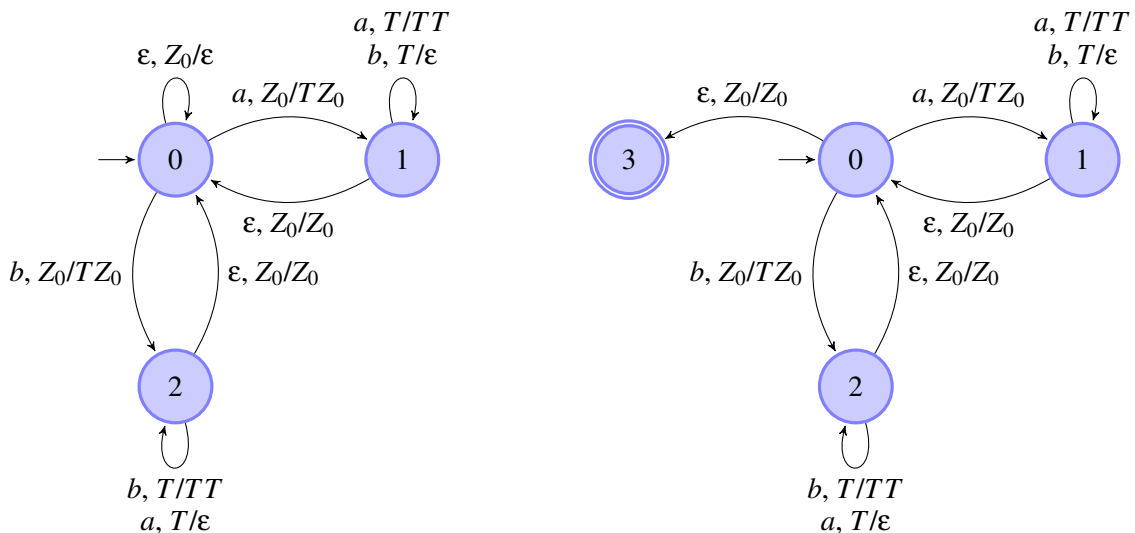 ε, Z₀/ε
a, Z₀/TZ₀
a, T/TT
b, T/ε
0
1
ε, Z₀/Z₀
b, Z₀/TZ₀
ε, Z₀/Z₀
2
b, T/TT
a, T/ε
ε, Z₀/Z₀
a, Z₀/TZ₀
a, T/TT
b, T/ε
3
0
1
ε, Z₀/Z₀
b, Z₀/TZ₀
ε, Z₀/Z₀
2
b, T/TT
a, T/ε